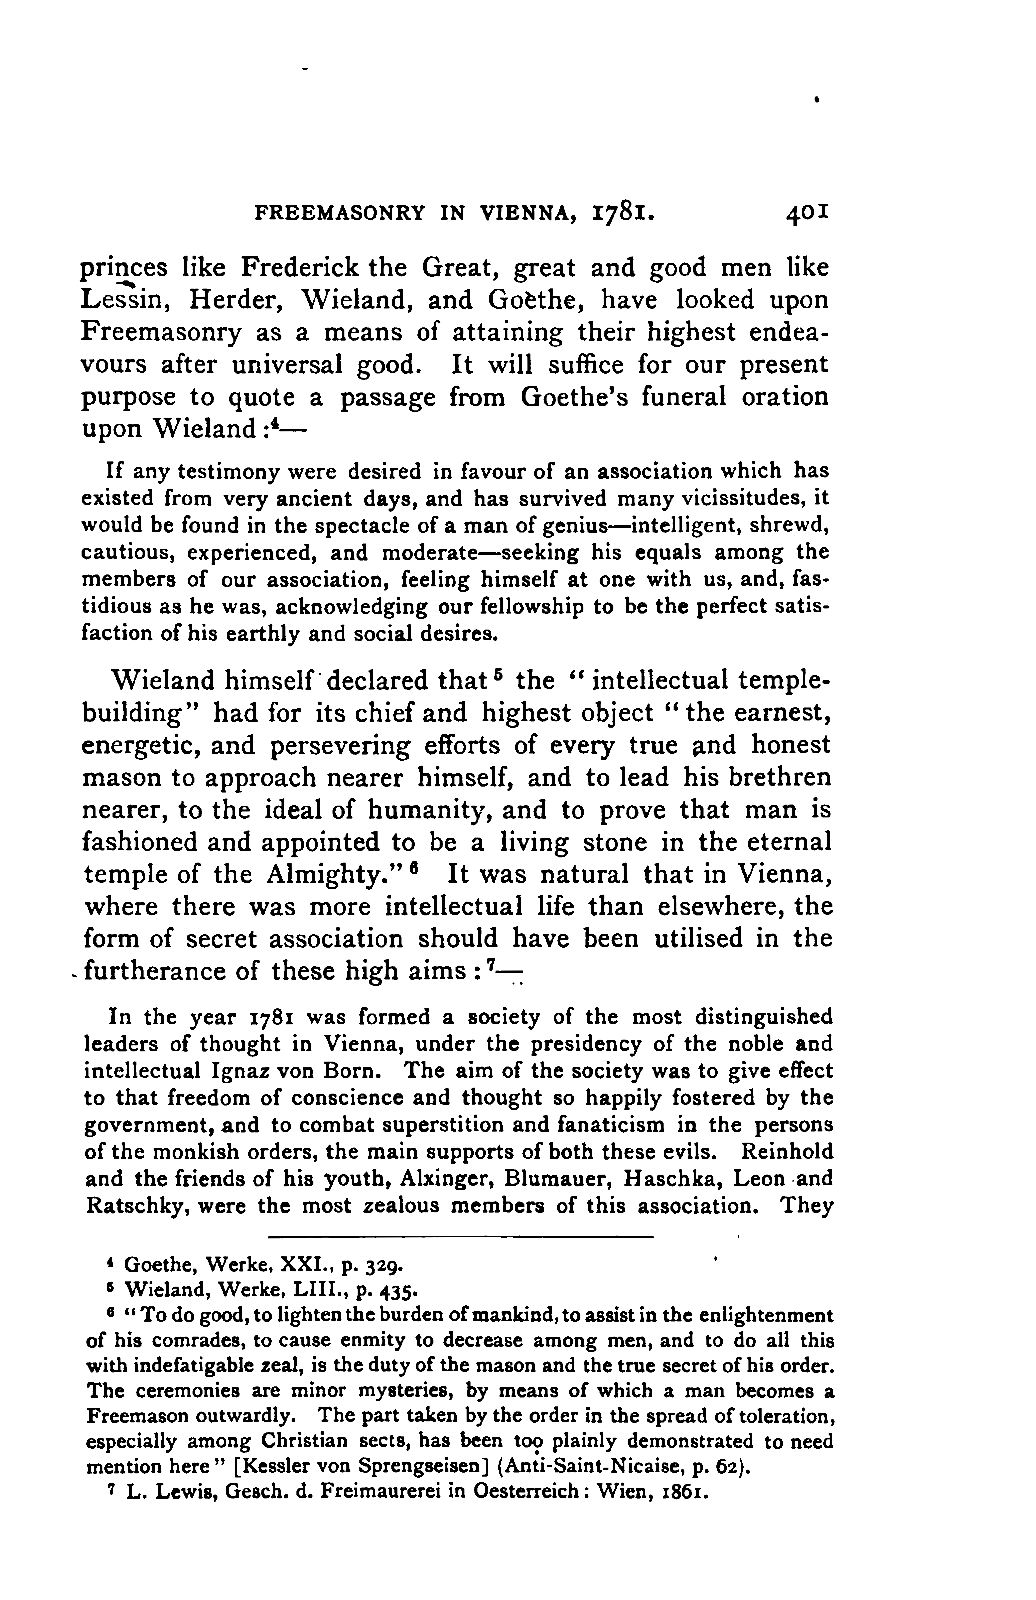 FREEMASONRY IN VIENNA, 1781. 401
princes like Frederick the Great, great and good men like
Lessin, Herder, Wieland, and Goethe, have looked upon
Freemasonry as a means of attaining their highest endea-
vours after universal good. It will suffice for our present
purpose to quote a passage from Goethe's funeral oration
upon Wieland :⁴—
If any testimony were desired in favour of an association which has
existed from very ancient days, and has survived many vicissitudes, it
would be found in the spectacle of a man of genius—intelligent, shrewd,
cautious, experienced, and moderate—seeking his equals among the
members of our association, feeling himself at one with us, and, fas-
tidious as he was, acknowledging our fellowship to be the perfect satis-
faction of his earthly and social desires.
Wieland himself declared that ⁵ the " intellectual temple-
building" had for its chief and highest object " the earnest,
energetic, and persevering efforts of every true and honest
mason to approach nearer himself, and to lead his brethren
nearer, to the ideal of humanity, and to prove that man is
fashioned and appointed to be a living stone in the eternal
temple of the Almighty." ⁶ It was natural that in Vienna,
where there was more intellectual life than elsewhere, the
form of secret association should have been utilised in the
furtherance of these high aims : ⁷—
In the year 1781 was formed a society of the most distinguished
leaders of thought in Vienna, under the presidency of the noble and
intellectual Ignaz von Born. The aim of the society was to give effect
to that freedom of conscience and thought so happily fostered by the
government, and to combat superstition and fanaticism in the persons
of the monkish orders, the main supports of both these evils. Reinhold
and the friends of his youth, Alxinger, Blumauer, Haschka, Leon and
Ratschky, were the most zealous members of this association. They
⁴ Goethe, Werke, XXI., p. 329.
⁵ Wieland, Werke, LIII., p. 435.
⁶ " To do good, to lighten the burden of mankind, to assist in the enlightenment
of his comrades, to cause enmity to decrease among men, and to do all this
with indefatigable zeal, is the duty of the mason and the true secret of his order.
The ceremonies are minor mysteries, by means of which a man becomes a
Freemason outwardly. The part taken by the order in the spread of toleration,
especially among Christian sects, has been too plainly demonstrated to need
mention here " [Kessler von Sprengseisen] (Anti-Saint-Nicaise, p. 62).
⁷ L. Lewis, Gesch. d. Freimaurerei in Oesterreich : Wien, 1861.